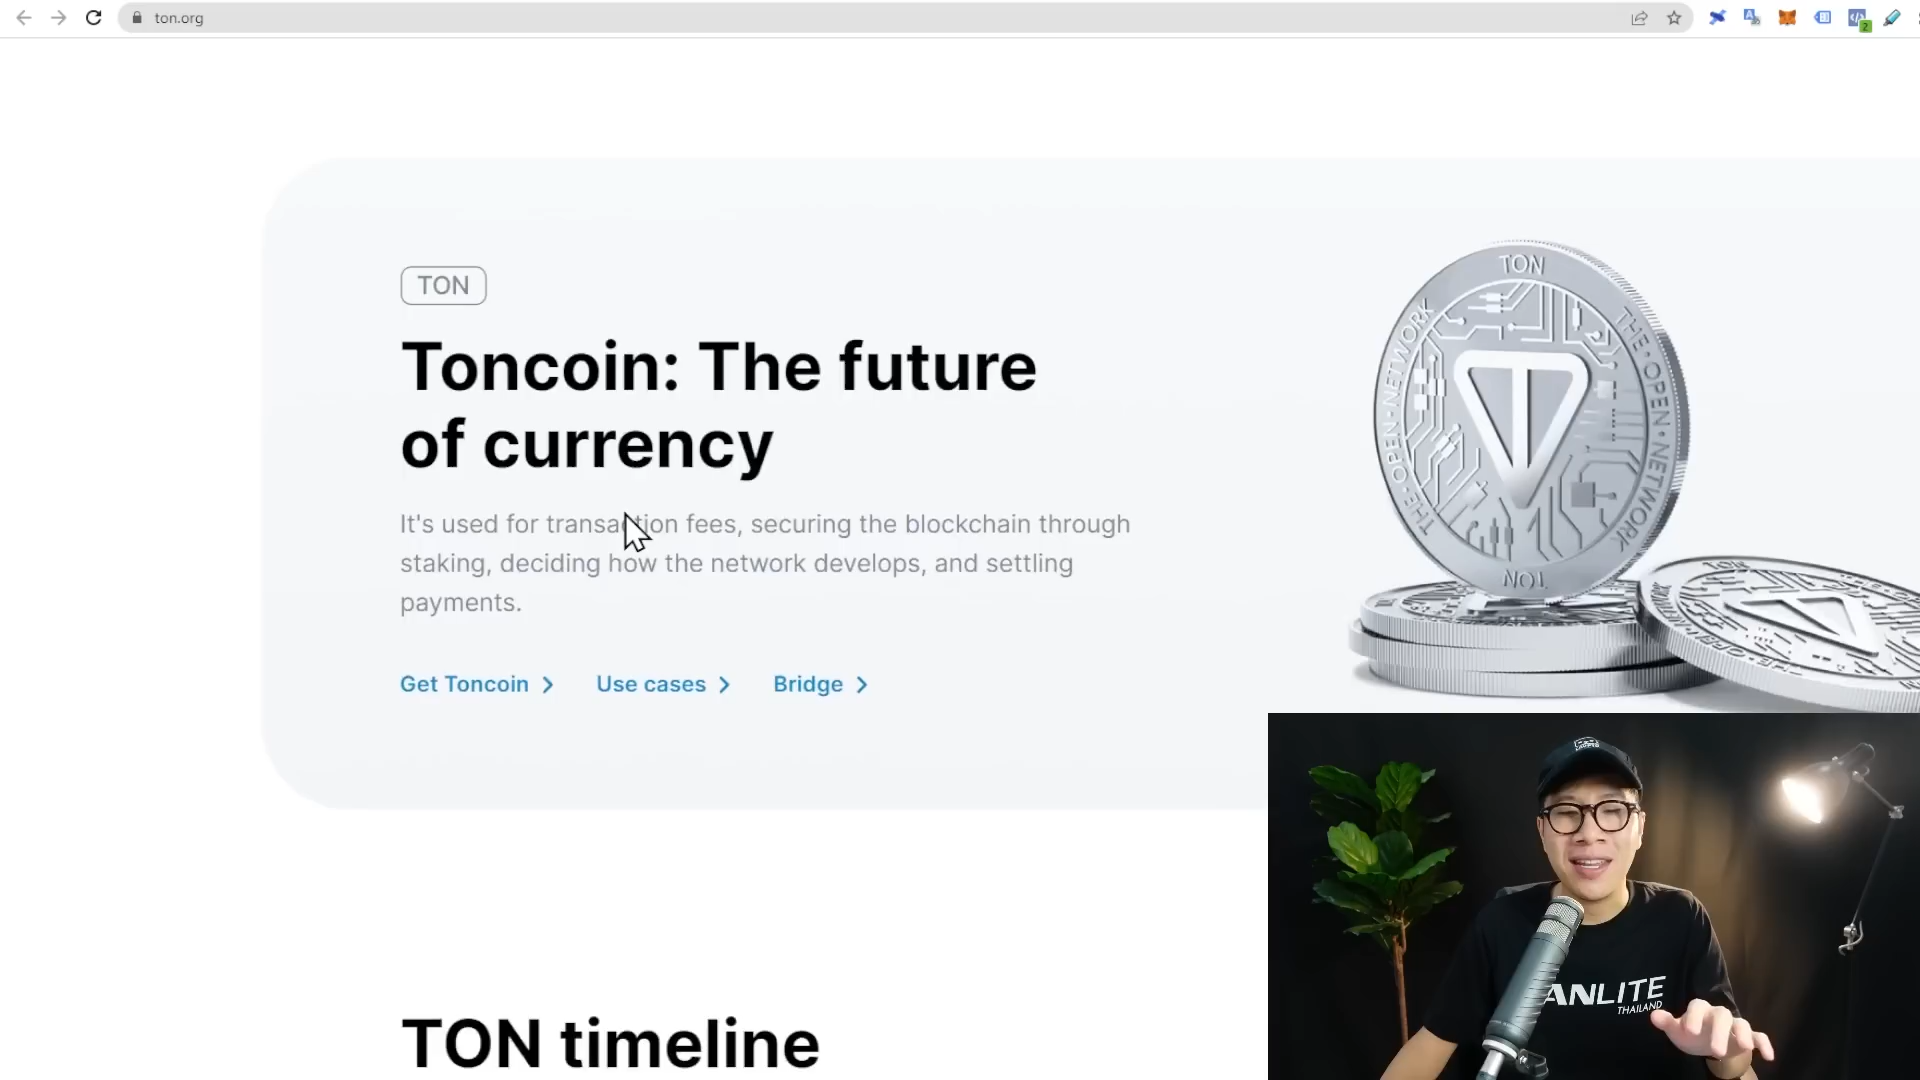 ton.org
2
TON
Toncoin: The future
of currency
It's used for transaction fees, securing the blockchain through
staking, deciding how the network develops, and settling
payments.
Get Toncoin
Use cases
Bridge
TON
THE·OPEN·NETWORK
THE·OPEN·NETWORK
TON
TON timeline
ANLITE
THAILAND